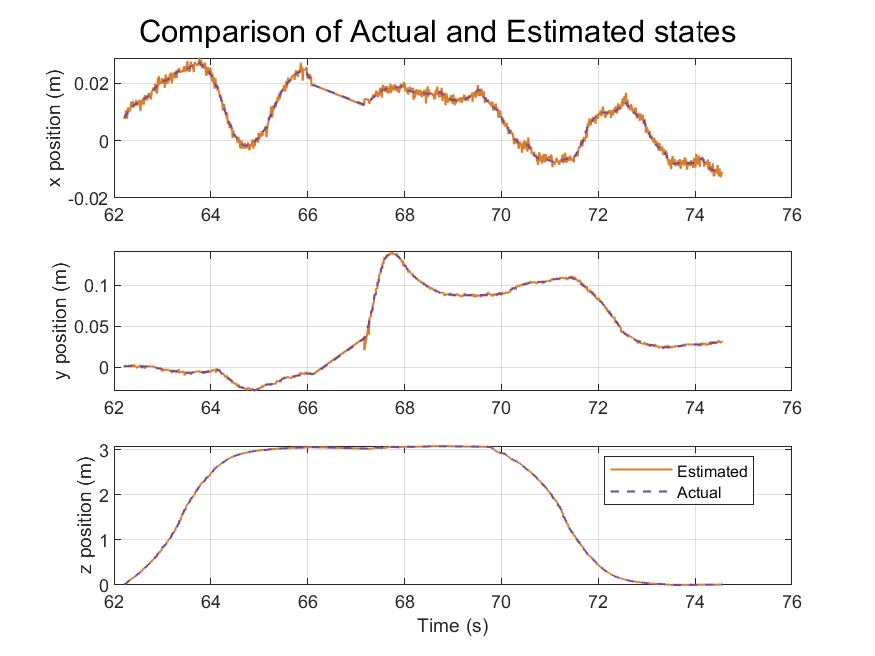 Comparison of Actual and Estimated states
x position (m)
0.02
0
-0.02
62 64 66 68 70 72 74 76
y position (m)
0.1
0.05
0
62 64 66 68 70 72 74 76
z position (m)
3
2
1
0
Estimated
Actual
62 64 66 68 70 72 74 76
Time (s)